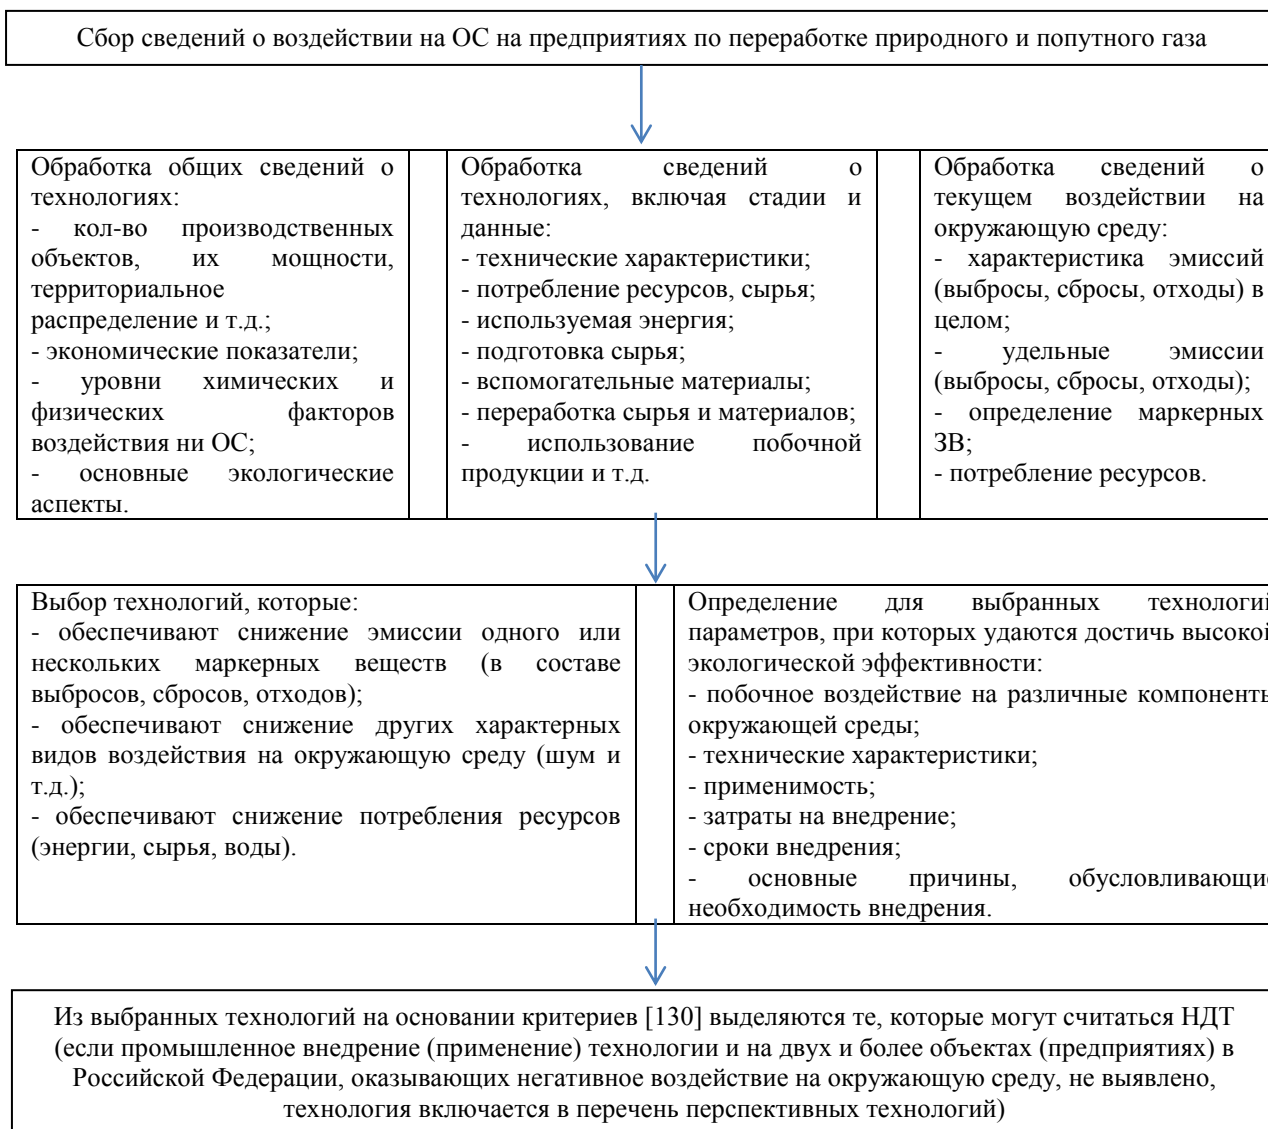 Сбор сведений о воздействии на ОС на предприятиях по переработке природного и попутного газа
Обработка общих сведений о
технологиях:
- кол-во производственных
объектов, их мощности,
территориальное
распределение и т.д.;
- экономические показатели;
- уровни химических и
физических факторов
воздействия ни ОС;
- основные экологические
аспекты.
Обработка сведений о
технологиях, включая стадии и
данные:
- технические характеристики;
- потребление ресурсов, сырья;
- используемая энергия;
- подготовка сырья;
- вспомогательные материалы;
- переработка сырья и материалов;
- использование побочной
продукции и т.д.
Обработка сведений о
текущем воздействии на
окружающую среду:
- характеристика эмиссий
(выбросы, сбросы, отходы) в
целом;
- удельные эмиссии
(выбросы, сбросы, отходы);
- определение маркерных
ЗВ;
- потребление ресурсов.
Выбор технологий, которые:
- обеспечивают снижение эмиссии одного или
нескольких маркерных веществ (в составе
выбросов, сбросов, отходов);
- обеспечивают снижение других характерных
видов воздействия на окружающую среду (шум и
т.д.);
- обеспечивают снижение потребления ресурсов
(энергии, сырья, воды).
Определение для выбранных технологий
параметров, при которых удаются достичь высокой
экологической эффективности:
- побочное воздействие на различные компоненты
окружающей среды;
- технические характеристики;
- применимость;
- затраты на внедрение;
- сроки внедрения;
- основные причины, обусловливающие
необходимость внедрения.
Из выбранных технологий на основании критериев [130] выделяются те, которые могут считаться НДТ
(если промышленное внедрение (применение) технологии и на двух и более объектах (предприятиях) в
Российской Федерации, оказывающих негативное воздействие на окружающую среду, не выявлено,
технология включается в перечень перспективных технологий)